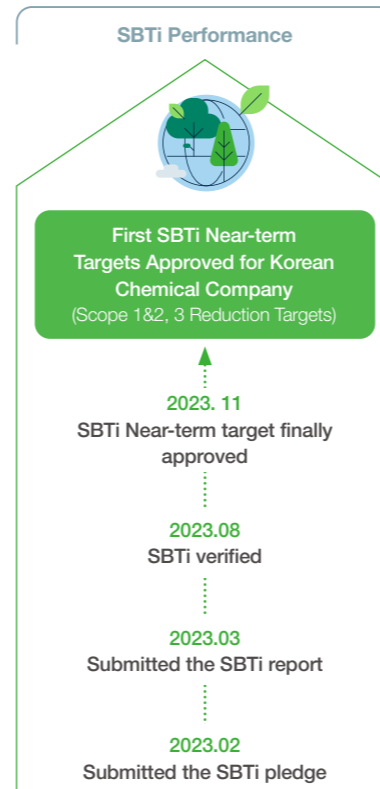 SBTi Performance
First SBTi Near-term
Targets Approved for Korean
Chemical Company
(Scope 1&2, 3 Reduction Targets)
2023. 11
SBTi Near-term target finally
approved
2023.08
SBTi verified
2023.03
Submitted the SBTi report
2023.02
Submitted the SBTi pledge